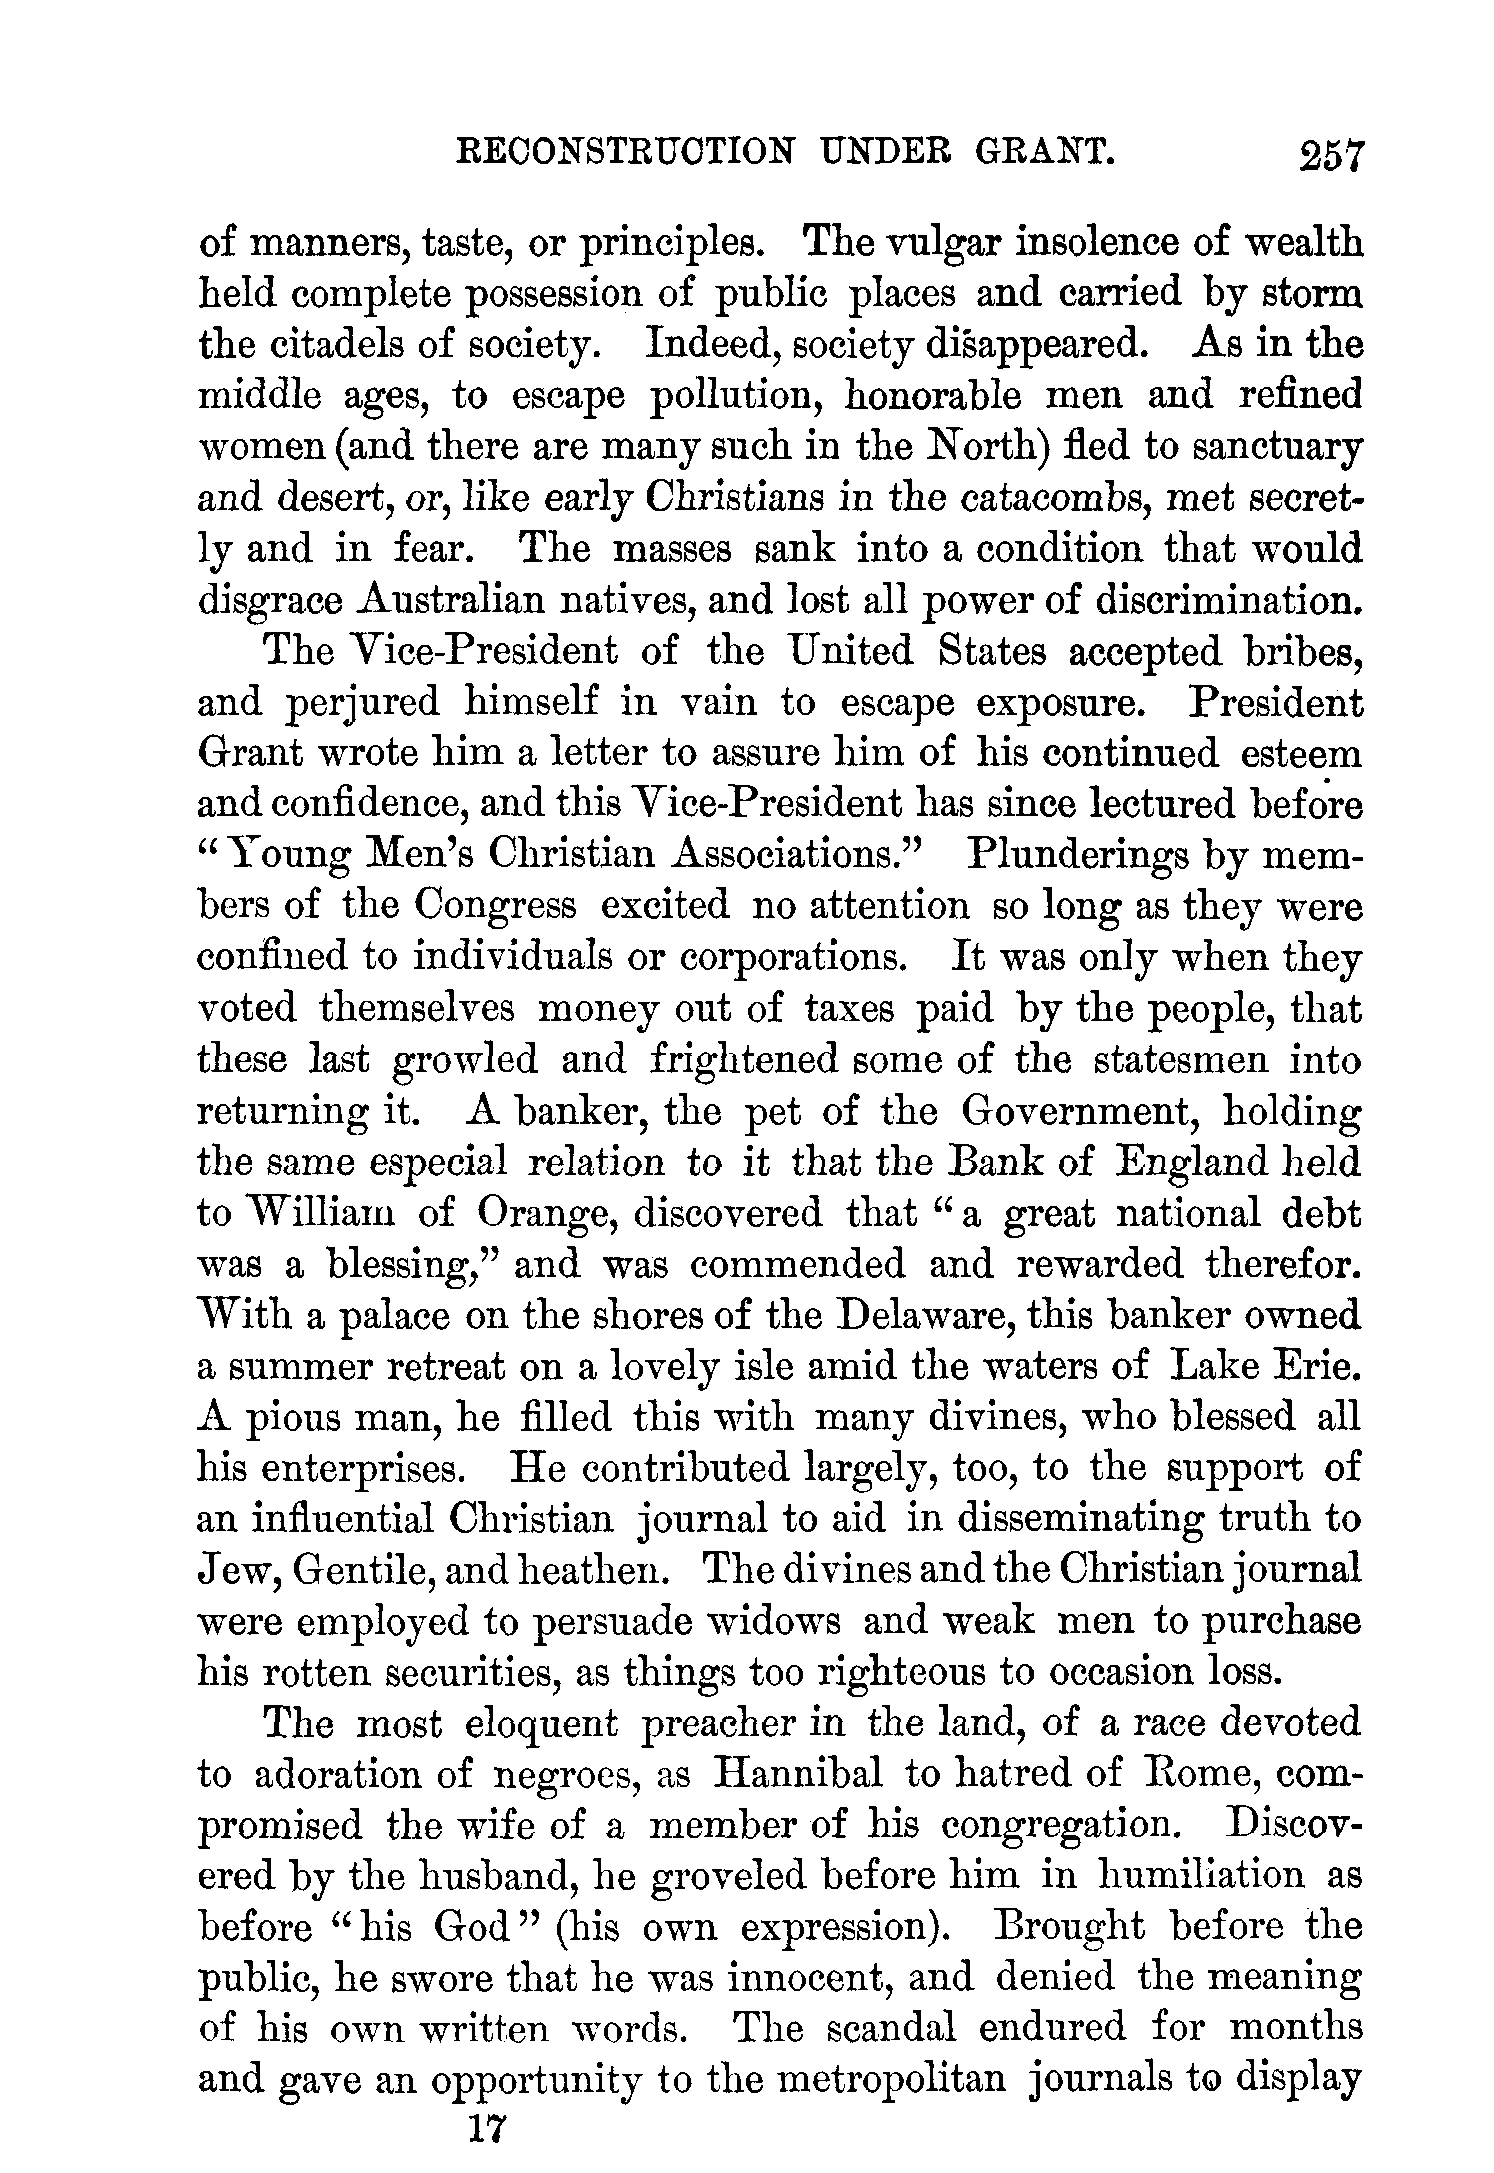 RECONSTRUCTION UNDER GRANT. 257
of manners, taste, or principles. The vulgar insolence of wealth
held complete possession of public places and carried by storm
the citadels of society. Indeed, society disappeared. As in the
middle ages, to escape pollution, honorable men and refined
women (and there are many such in the North) fled to sanctuary
and desert, or, like early Christians in the catacombs, met secret-
ly and in fear. The masses sank into a condition that would
disgrace Australian natives, and lost all power of discrimination.
The Vice-President of the United States accepted bribes,
and perjured himself in vain to escape exposure. President
Grant wrote him a letter to assure him of his continued esteem
and confidence, and this Vice-President has since lectured before
“Young Men’s Christian Associations.” Plunderings by mem-
bers of the Congress excited no attention so long as they were
confined to individuals or corporations. It was only when they
voted themselves money out of taxes paid by the people, that
these last growled and frightened some of the statesmen into
returning it. A banker, the pet of the Government, holding
the same especial relation to it that the Bank of England held
to William of Orange, discovered that “a great national debt
was a blessing,” and was commended and rewarded therefor.
With a palace on the shores of the Delaware, this banker owned
a summer retreat on a lovely isle amid the waters of Lake Erie.
A pious man, he filled this with many divines, who blessed all
his enterprises. He contributed largely, too, to the support of
an influential Christian journal to aid in disseminating truth to
Jew, Gentile, and heathen. The divines and the Christian journal
were employed to persuade widows and weak men to purchase
his rotten securities, as things too righteous to occasion loss.
The most eloquent preacher in the land, of a race devoted
to adoration of negroes, as Hannibal to hatred of Rome, com-
promised the wife of a member of his congregation. Discov-
ered by the husband, he groveled before him in humiliation as
before “his God” (his own expression). Brought before the
public, he swore that he was innocent, and denied the meaning
of his own written words. The scandal endured for months
and gave an opportunity to the metropolitan journals to display
17